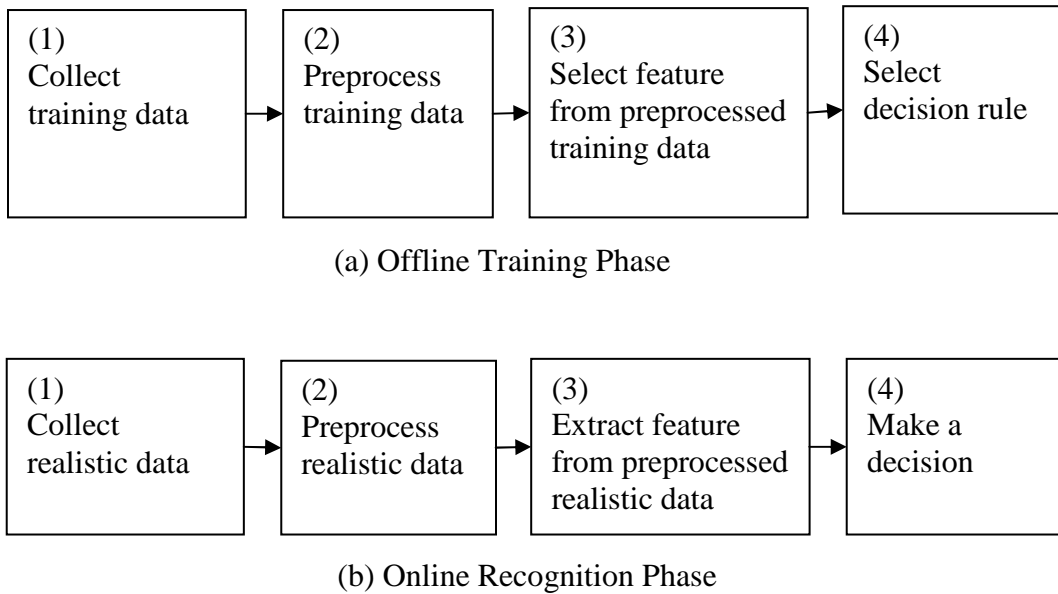 (1)
Collect
training data
(2)
Preprocess
training data
(3)
Select feature
from preprocessed
training data
(4)
Select
decision rule
(a) Offline Training Phase
(1)
Collect
realistic data
(2)
Preprocess
realistic data
(3)
Extract feature
from preprocessed
realistic data
(4)
Make a
decision
(b) Online Recognition Phase